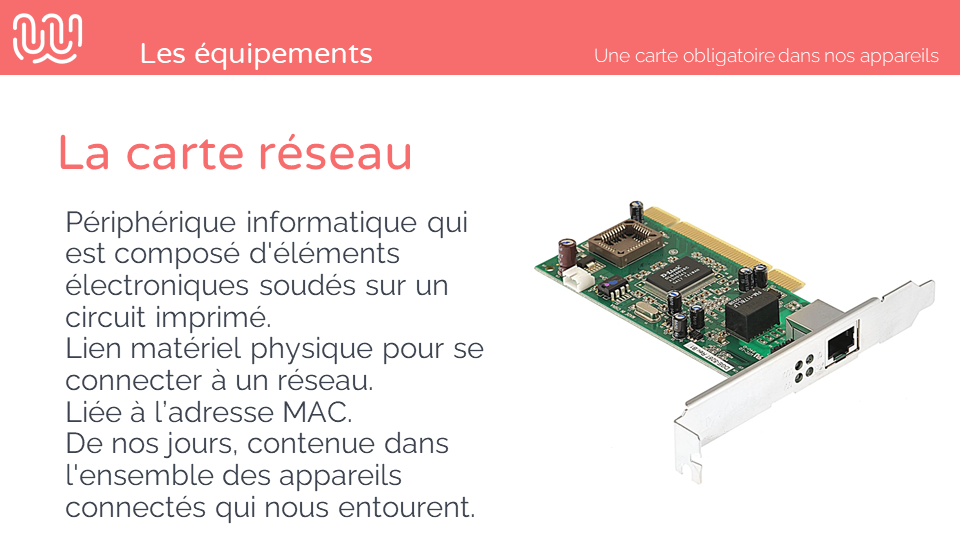 Les équipements
Une carte obligatoire dans nos appareils
La carte réseau
Périphérique informatique qui
est composé d'éléments
électroniques soudés sur un
circuit imprimé.
Lien matériel physique pour se
connecter à un réseau.
Liée à l’adresse MAC.
De nos jours, contenue dans
l'ensemble des appareils
connectés qui nous entourent.
D-Link